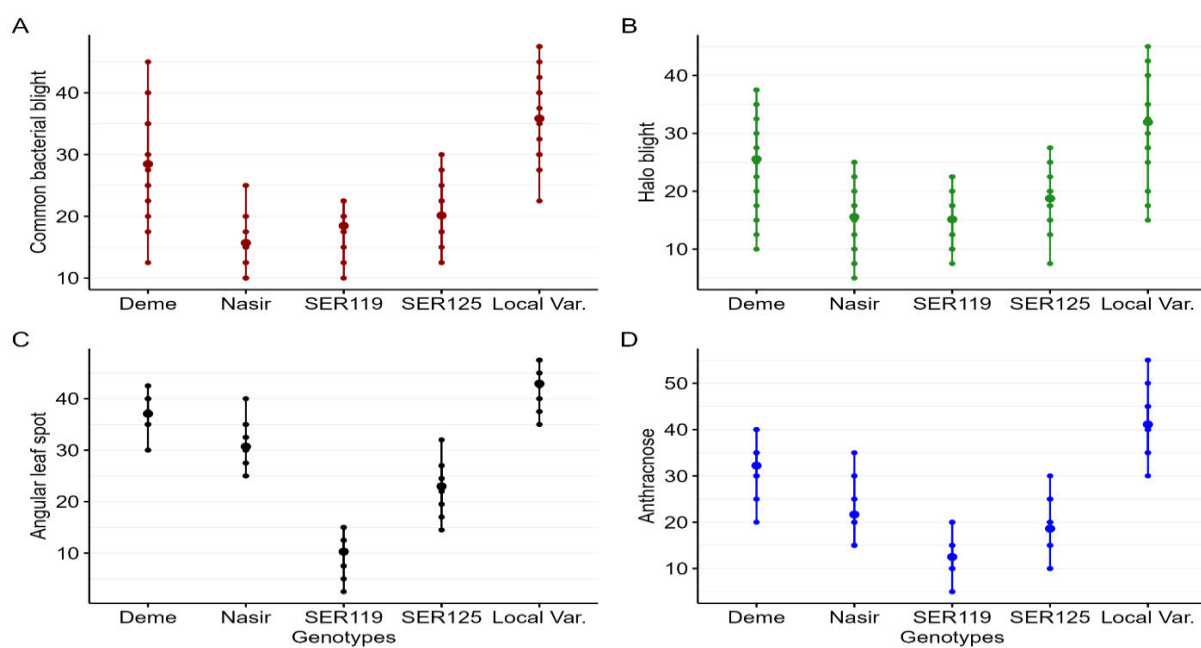 A
Common bacterial blight
40
30
20
10
Deme Nasir SER119 SER125 Local Var.
B
Halo blight
40
30
20
10
Deme Nasir SER119 SER125 Local Var.
C
Angular leaf spot
40
30
20
10
Deme Nasir SER119 SER125 Local Var.
Genotypes
D
Anthracnose
50
40
30
20
10
Deme Nasir SER119 SER125 Local Var.
Genotypes